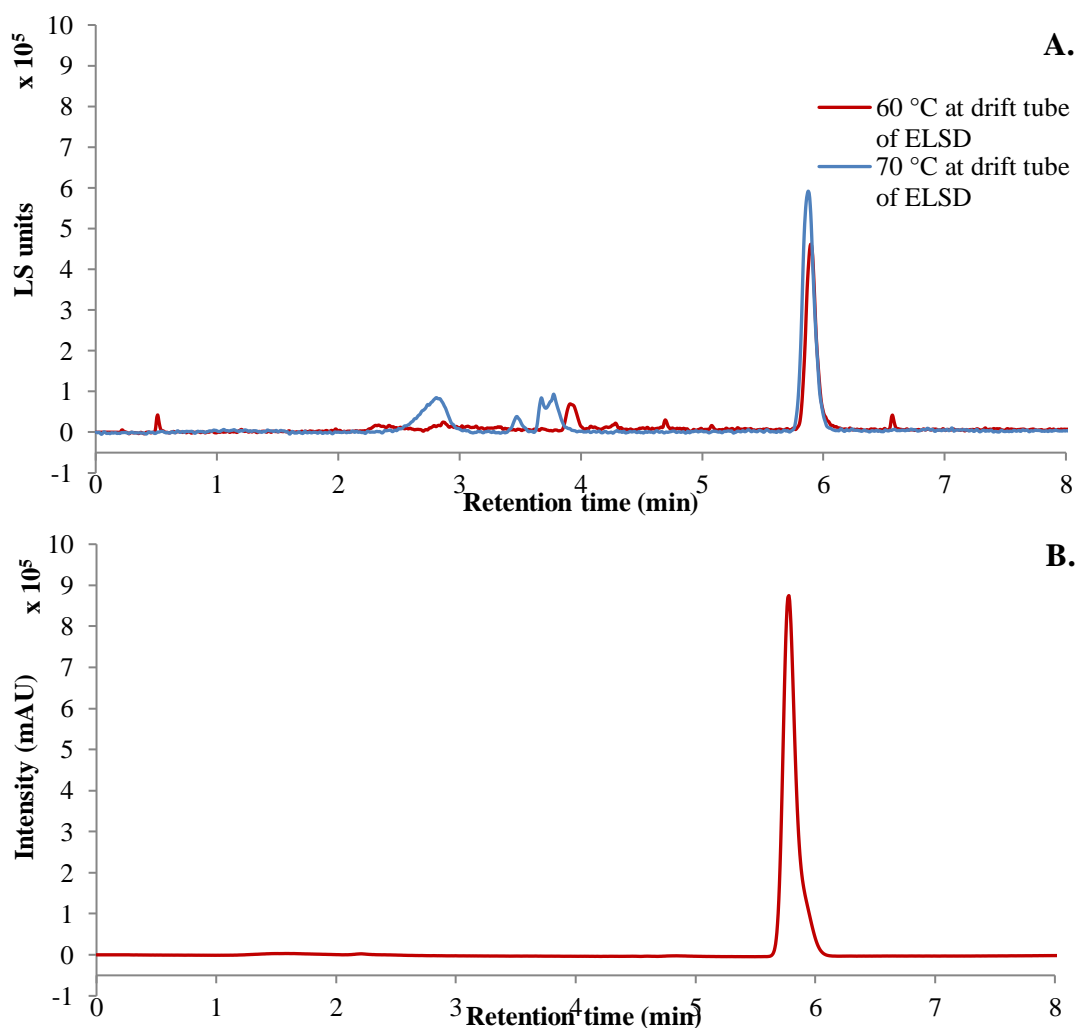 A.
x 10⁵
LS units
10
9
8
7
6
5
4
3
2
1
0
-1
60 °C at drift tube
of ELSD
70 °C at drift tube
of ELSD
0 1 2 3 4 5 6 7 8
Retention time (min)
B.
x 10⁵
Intensity (mAU)
10
9
8
7
6
5
4
3
2
1
0
-1
0 1 2 3 4 5 6 7 8
Retention time (min)